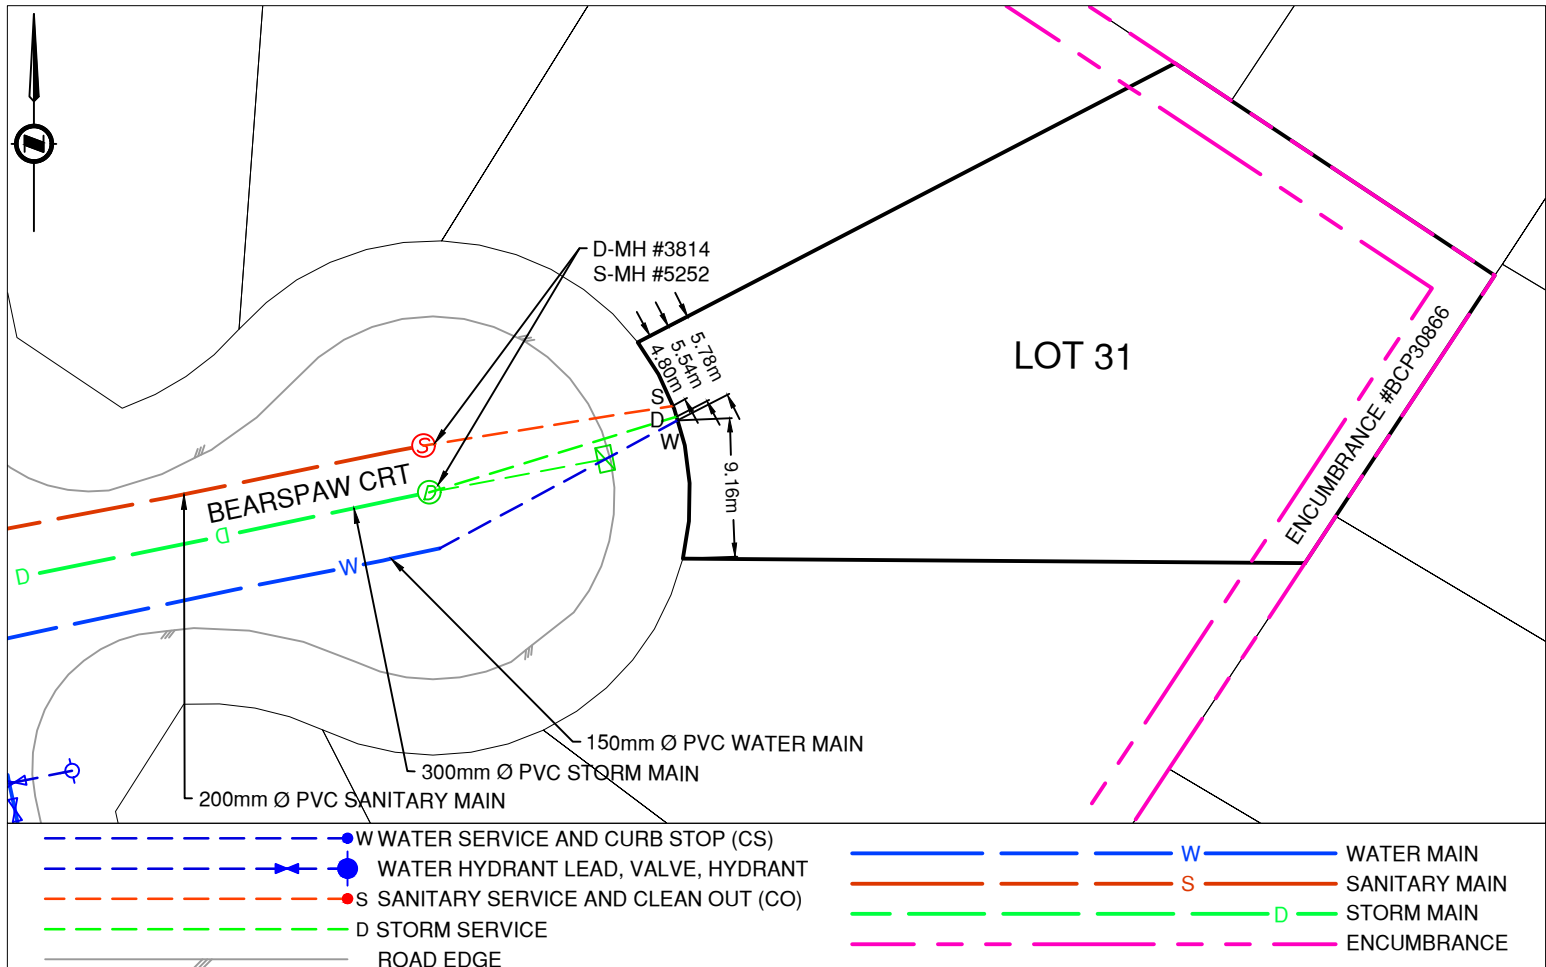 D-MH #3814
S-MH #5252
5.78m
5.54m
4.80m
LOT 31
S
D
W
S
D
BEARSPAW CRT
9.16m
ENCUMBRANCE #BCP30866
D
D
W
150mm Ø PVC WATER MAIN
300mm Ø PVC STORM MAIN
200mm Ø PVC SANITARY MAIN
W WATER SERVICE AND CURB STOP (CS)
WATER HYDRANT LEAD, VALVE, HYDRANT
S SANITARY SERVICE AND CLEAN OUT (CO)
D STORM SERVICE
ROAD EDGE
W WATER MAIN
S SANITARY MAIN
D STORM MAIN
ENCUMBRANCE